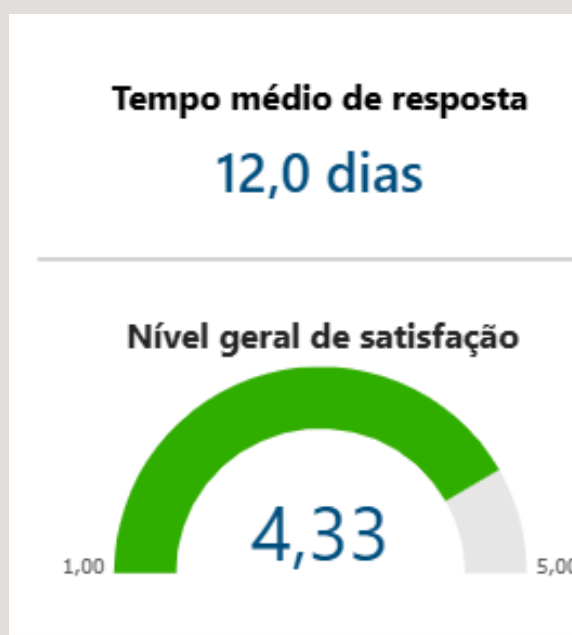 Tempo médio de resposta
12,0 dias
Nível geral de satisfação
4,33
1,00
5,00